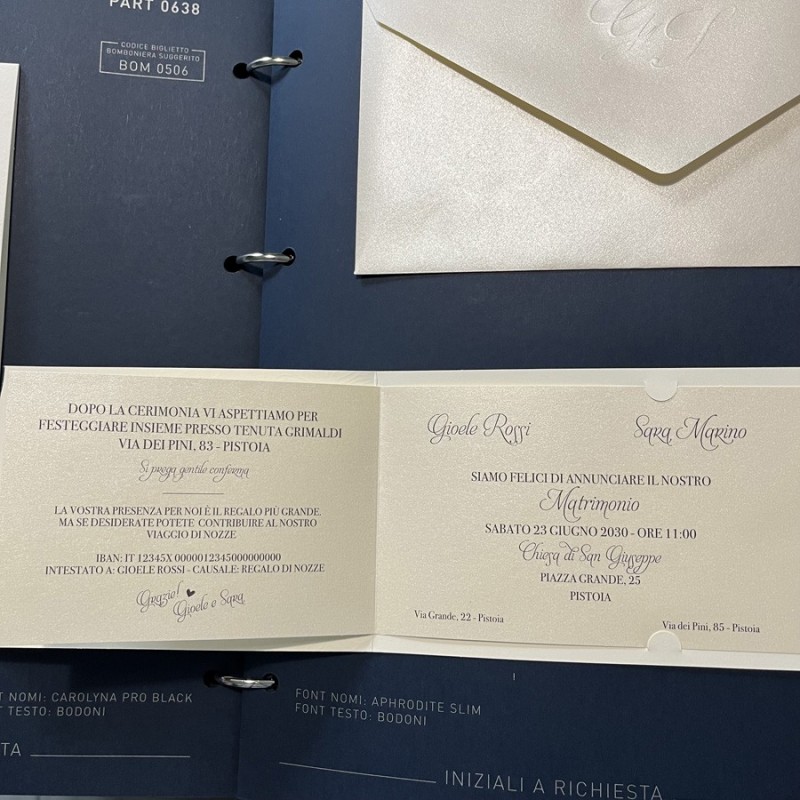 PART 0638
CODICE BIGLIETTO
BOMBONIERA SUGGERITO
BOM 0506
DOPO LA CERIMONIA VI ASPETTIAMO PER
FESTEGGIARE INSIEME PRESSO TENUTA GRIMALDI
VIA DEI PINI, 83 - PISTOIA
Si prega gentile conferma
LA VOSTRA PRESENZA PER NOI È IL REGALO PIÙ GRANDE.
MA SE DESIDERATE POTETE CONTRIBUIRE AL NOSTRO
VIAGGIO DI NOZZE
IBAN: IT 12345X 0000012345000000000
INTESTATO A: GIOELE ROSSI - CAUSALE: REGALO DI NOZZE
Grazie!
Gioele e Sara
Gioele Rossi
Sara Marino
SIAMO FELICI DI ANNUNCIARE IL NOSTRO
Matrimonio
SABATO 23 GIUGNO 2030 - ORE 11:00
Chiesa di San Giuseppe
PIAZZA GRANDE, 25
PISTOIA
Via Grande, 22 - Pistoia
Via dei Pini, 85 - Pistoia
T NOMI: CAROLYNA PRO BLACK
T TESTO: BODONI
TA
FONT NOMI: APHRODITE SLIM
FONT TESTO: BODONI
INIZIALI A RICHIESTA